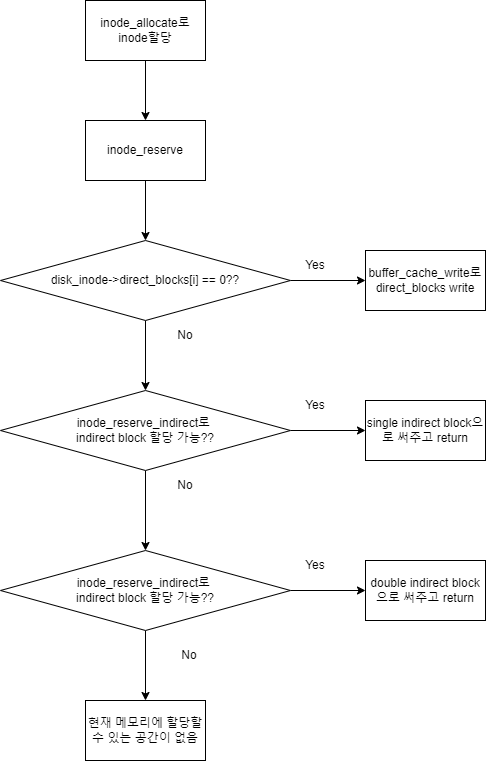 inode_allocate로
inode할당
inode_reserve
disk_inode->direct_blocks[i] == 0??
Yes
buffer_cache_write로
direct_blocks write
No
inode_reserve_indirect로
indirect block 할당 가능??
Yes
single indirect block으
로 써주고 return
No
inode_reserve_indirect로
indirect block 할당 가능??
Yes
double indirect block
으로 써주고 return
No
현재 메모리에 할당할
수 있는 공간이 없음